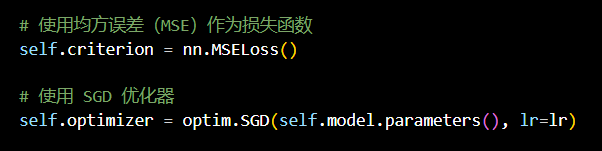 # 使用均方误差（MSE）作为损失函数
self.criterion = nn.MSELoss()
# 使用 SGD 优化器
self.optimizer = optim.SGD(self.model.parameters(), lr=lr)